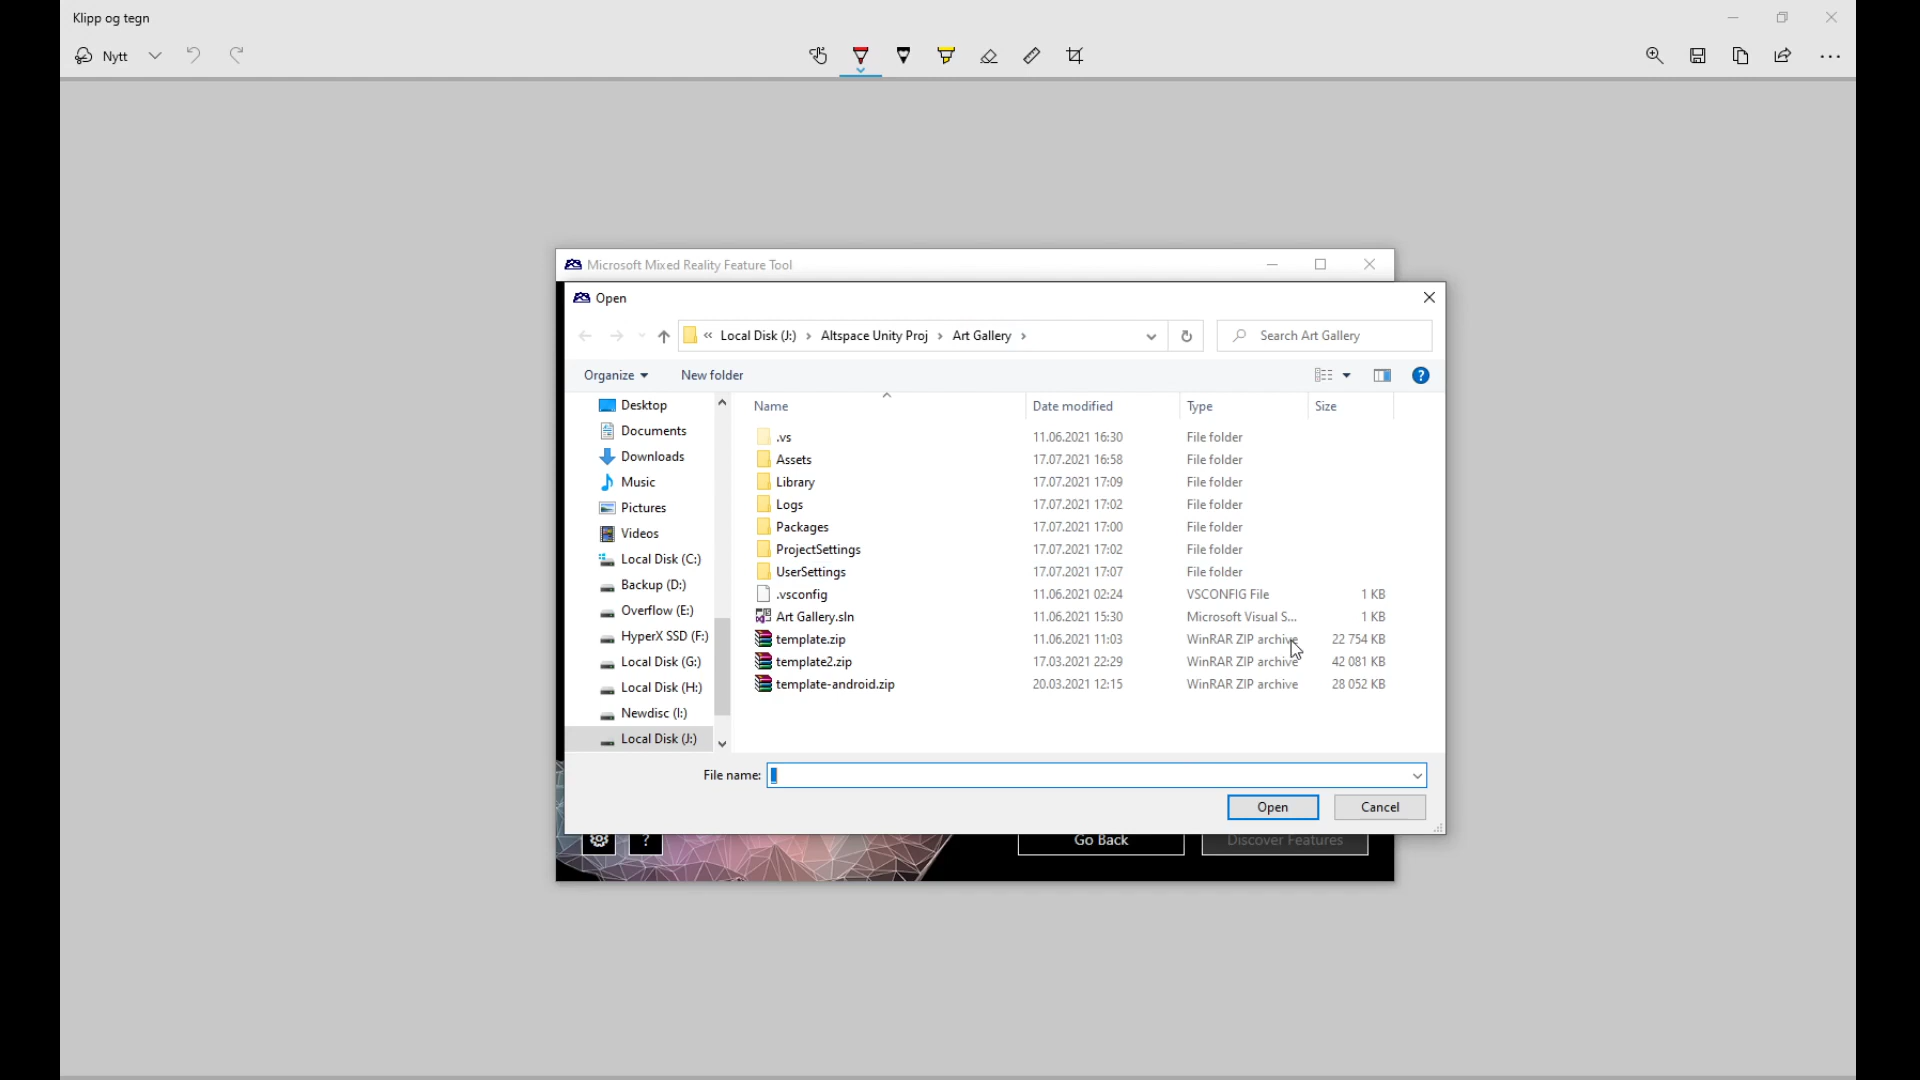 Klipp og tegn
Nytt
Microsoft Mixed Reality Feature Tool
Open
« Local Disk (J:) › Altspace Unity Proj › Art Gallery ›
Search Art Gallery
Organize
New folder
?
Desktop
Documents
Downloads
Music
Pictures
Videos
Local Disk (C:)
Backup (D:)
Overflow (E:)
HyperX SSD (F:)
Local Disk (G:)
Local Disk (H:)
Newdisc (I:)
Local Disk (J:)
Name Date modified Type Size
.vs 11.06.2021 16:30 File folder
Assets 17.07.2021 16:58 File folder
Library 17.07.2021 17:09 File folder
Logs 17.07.2021 17:02 File folder
Packages 17.07.2021 17:00 File folder
ProjectSettings 17.07.2021 17:02 File folder
UserSettings 17.07.2021 17:07 File folder
.vsconfig 11.06.2021 02:24 VSCONFIG File 1 KB
Art Gallery.sln 11.06.2021 15:30 Microsoft Visual S... 1 KB
template.zip 11.06.2021 11:03 WinRAR ZIP archive 22 754 KB
template2.zip 17.03.2021 22:29 WinRAR ZIP archive 42 081 KB
template-android.zip 20.03.2021 12:15 WinRAR ZIP archive 28 052 KB
File name:
Open
Cancel
?
Go Back
Discover Features